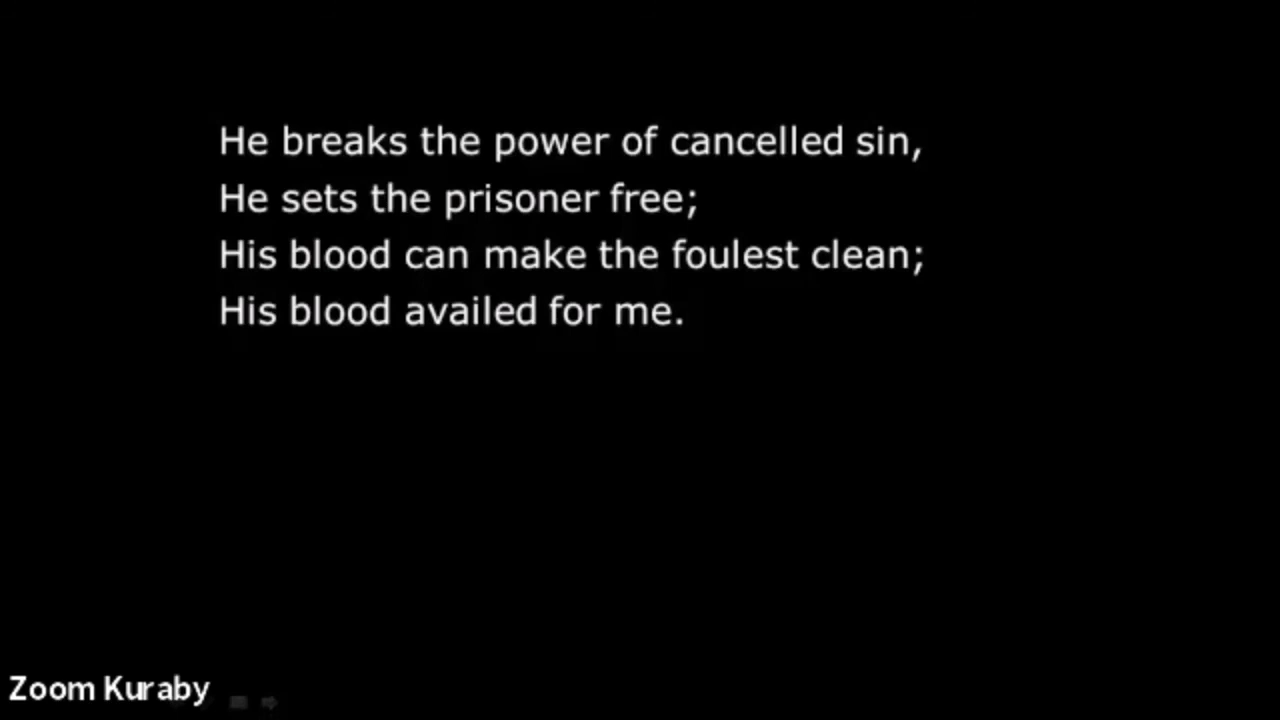 He breaks the power of cancelled sin,
He sets the prisoner free;
His blood can make the foulest clean;
His blood availed for me.
Zoom Kuraby